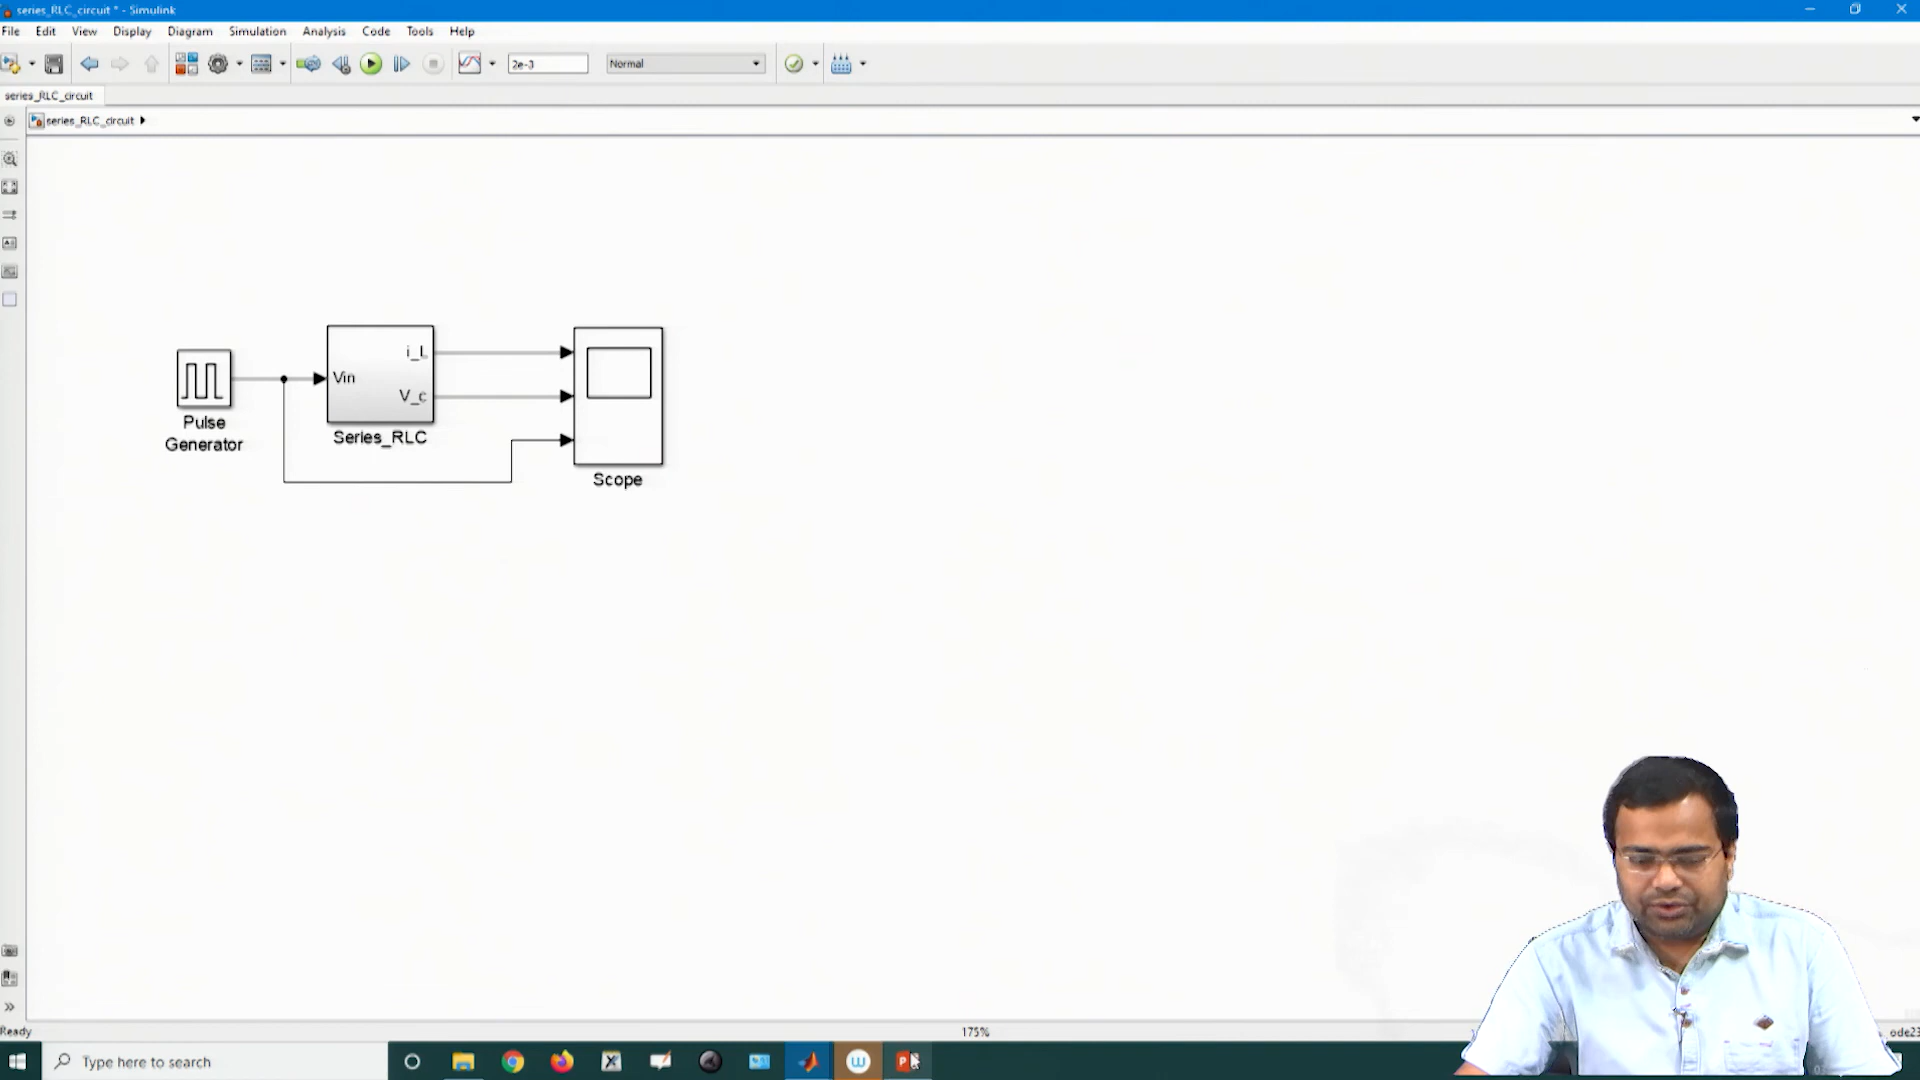 series_RLC_circuit * - Simulink
File Edit View Display Diagram Simulation Analysis Code Tools Help
2e-3 Normal
series_RLC_circuit
series_RLC_circuit
Vin
i_L
V_c
Pulse
Generator
Series_RLC
Scope
Ready 175% ode23
Type here to search